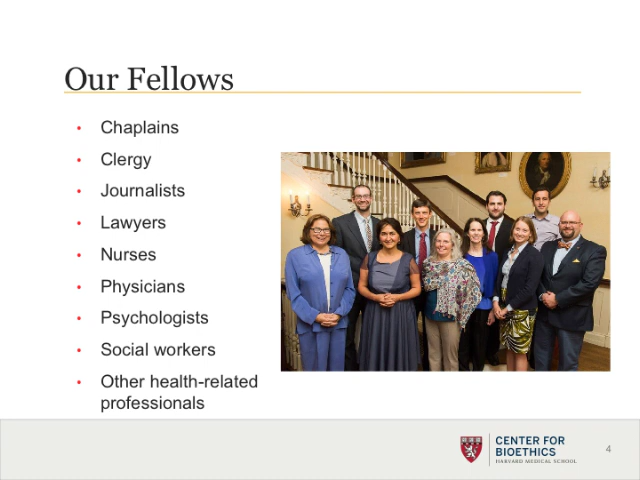 Our Fellows
• Chaplains
• Clergy
• Journalists
• Lawyers
• Nurses
• Physicians
• Psychologists
• Social workers
• Other health-related
professionals
CENTER FOR
BIOETHICS
HARVARD MEDICAL SCHOOL
4